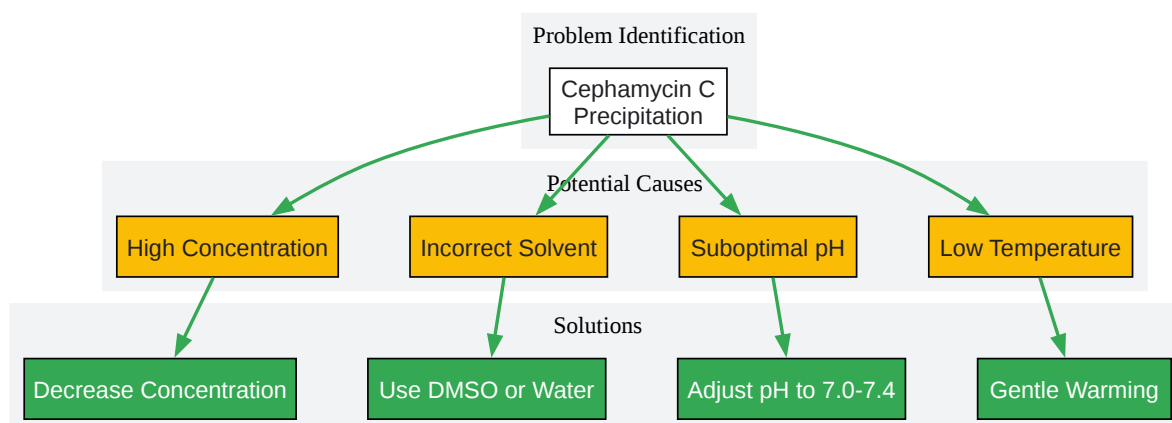 Problem Identification
Cephamycin C
Precipitation
Potential Causes
High Concentration
Incorrect Solvent
Suboptimal pH
Low Temperature
Solutions
Decrease Concentration
Use DMSO or Water
Adjust pH to 7.0-7.4
Gentle Warming